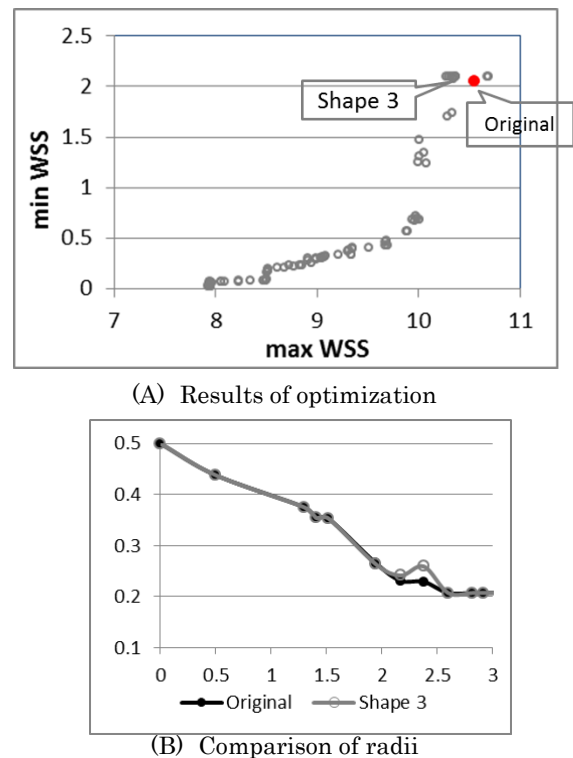 2.5
2
1.5
1
0.5
0
min WSS
Shape 3
Original
7 8 9 10 11
max WSS
(A) Results of optimization
0.5
0.4
0.3
0.2
0.1
0 0.5 1 1.5 2 2.5 3
Original Shape 3
(B) Comparison of radii